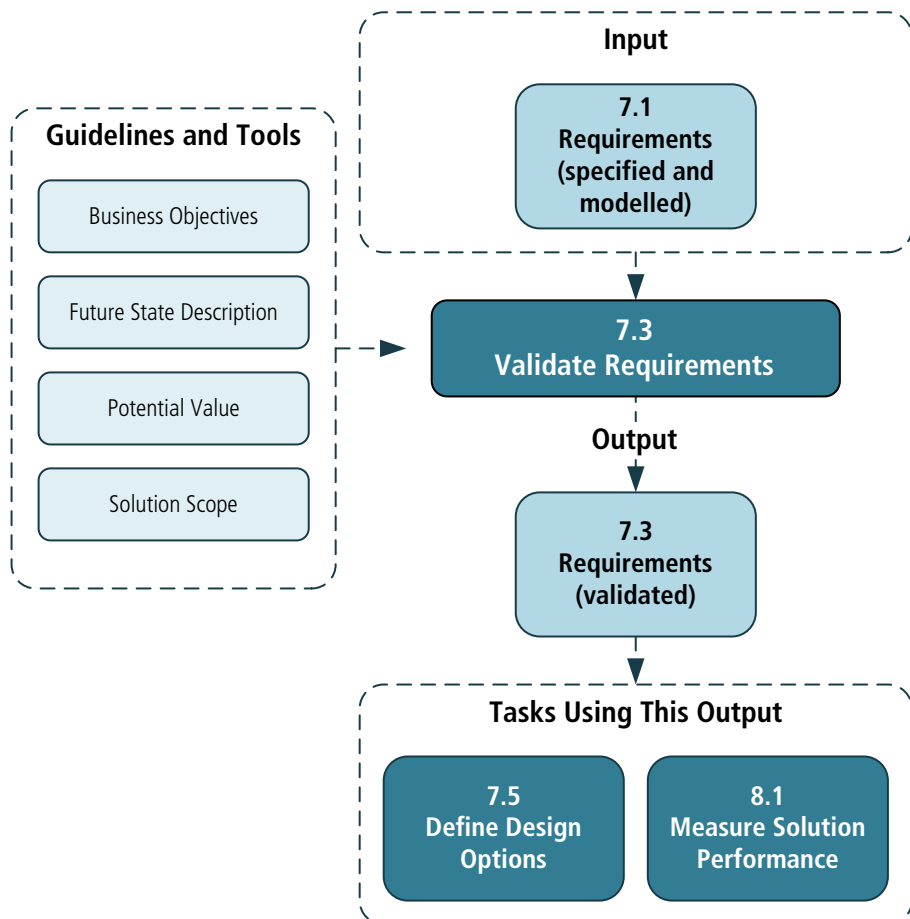 Input
7.1
Requirements
(specified and
modelled)
Guidelines and Tools
Business Objectives
Future State Description
Potential Value
Solution Scope
7.3
Validate Requirements
Output
7.3
Requirements
(validated)
Tasks Using This Output
7.5
Define Design
Options
8.1
Measure Solution
Performance